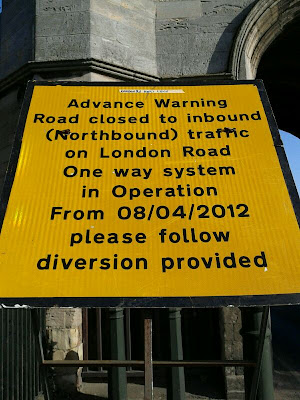 Advance Warning
Road closed to inbound
(Northbound) traffic
on London Road
One way system
in Operation
From 08/04/2012
please follow
diversion provided